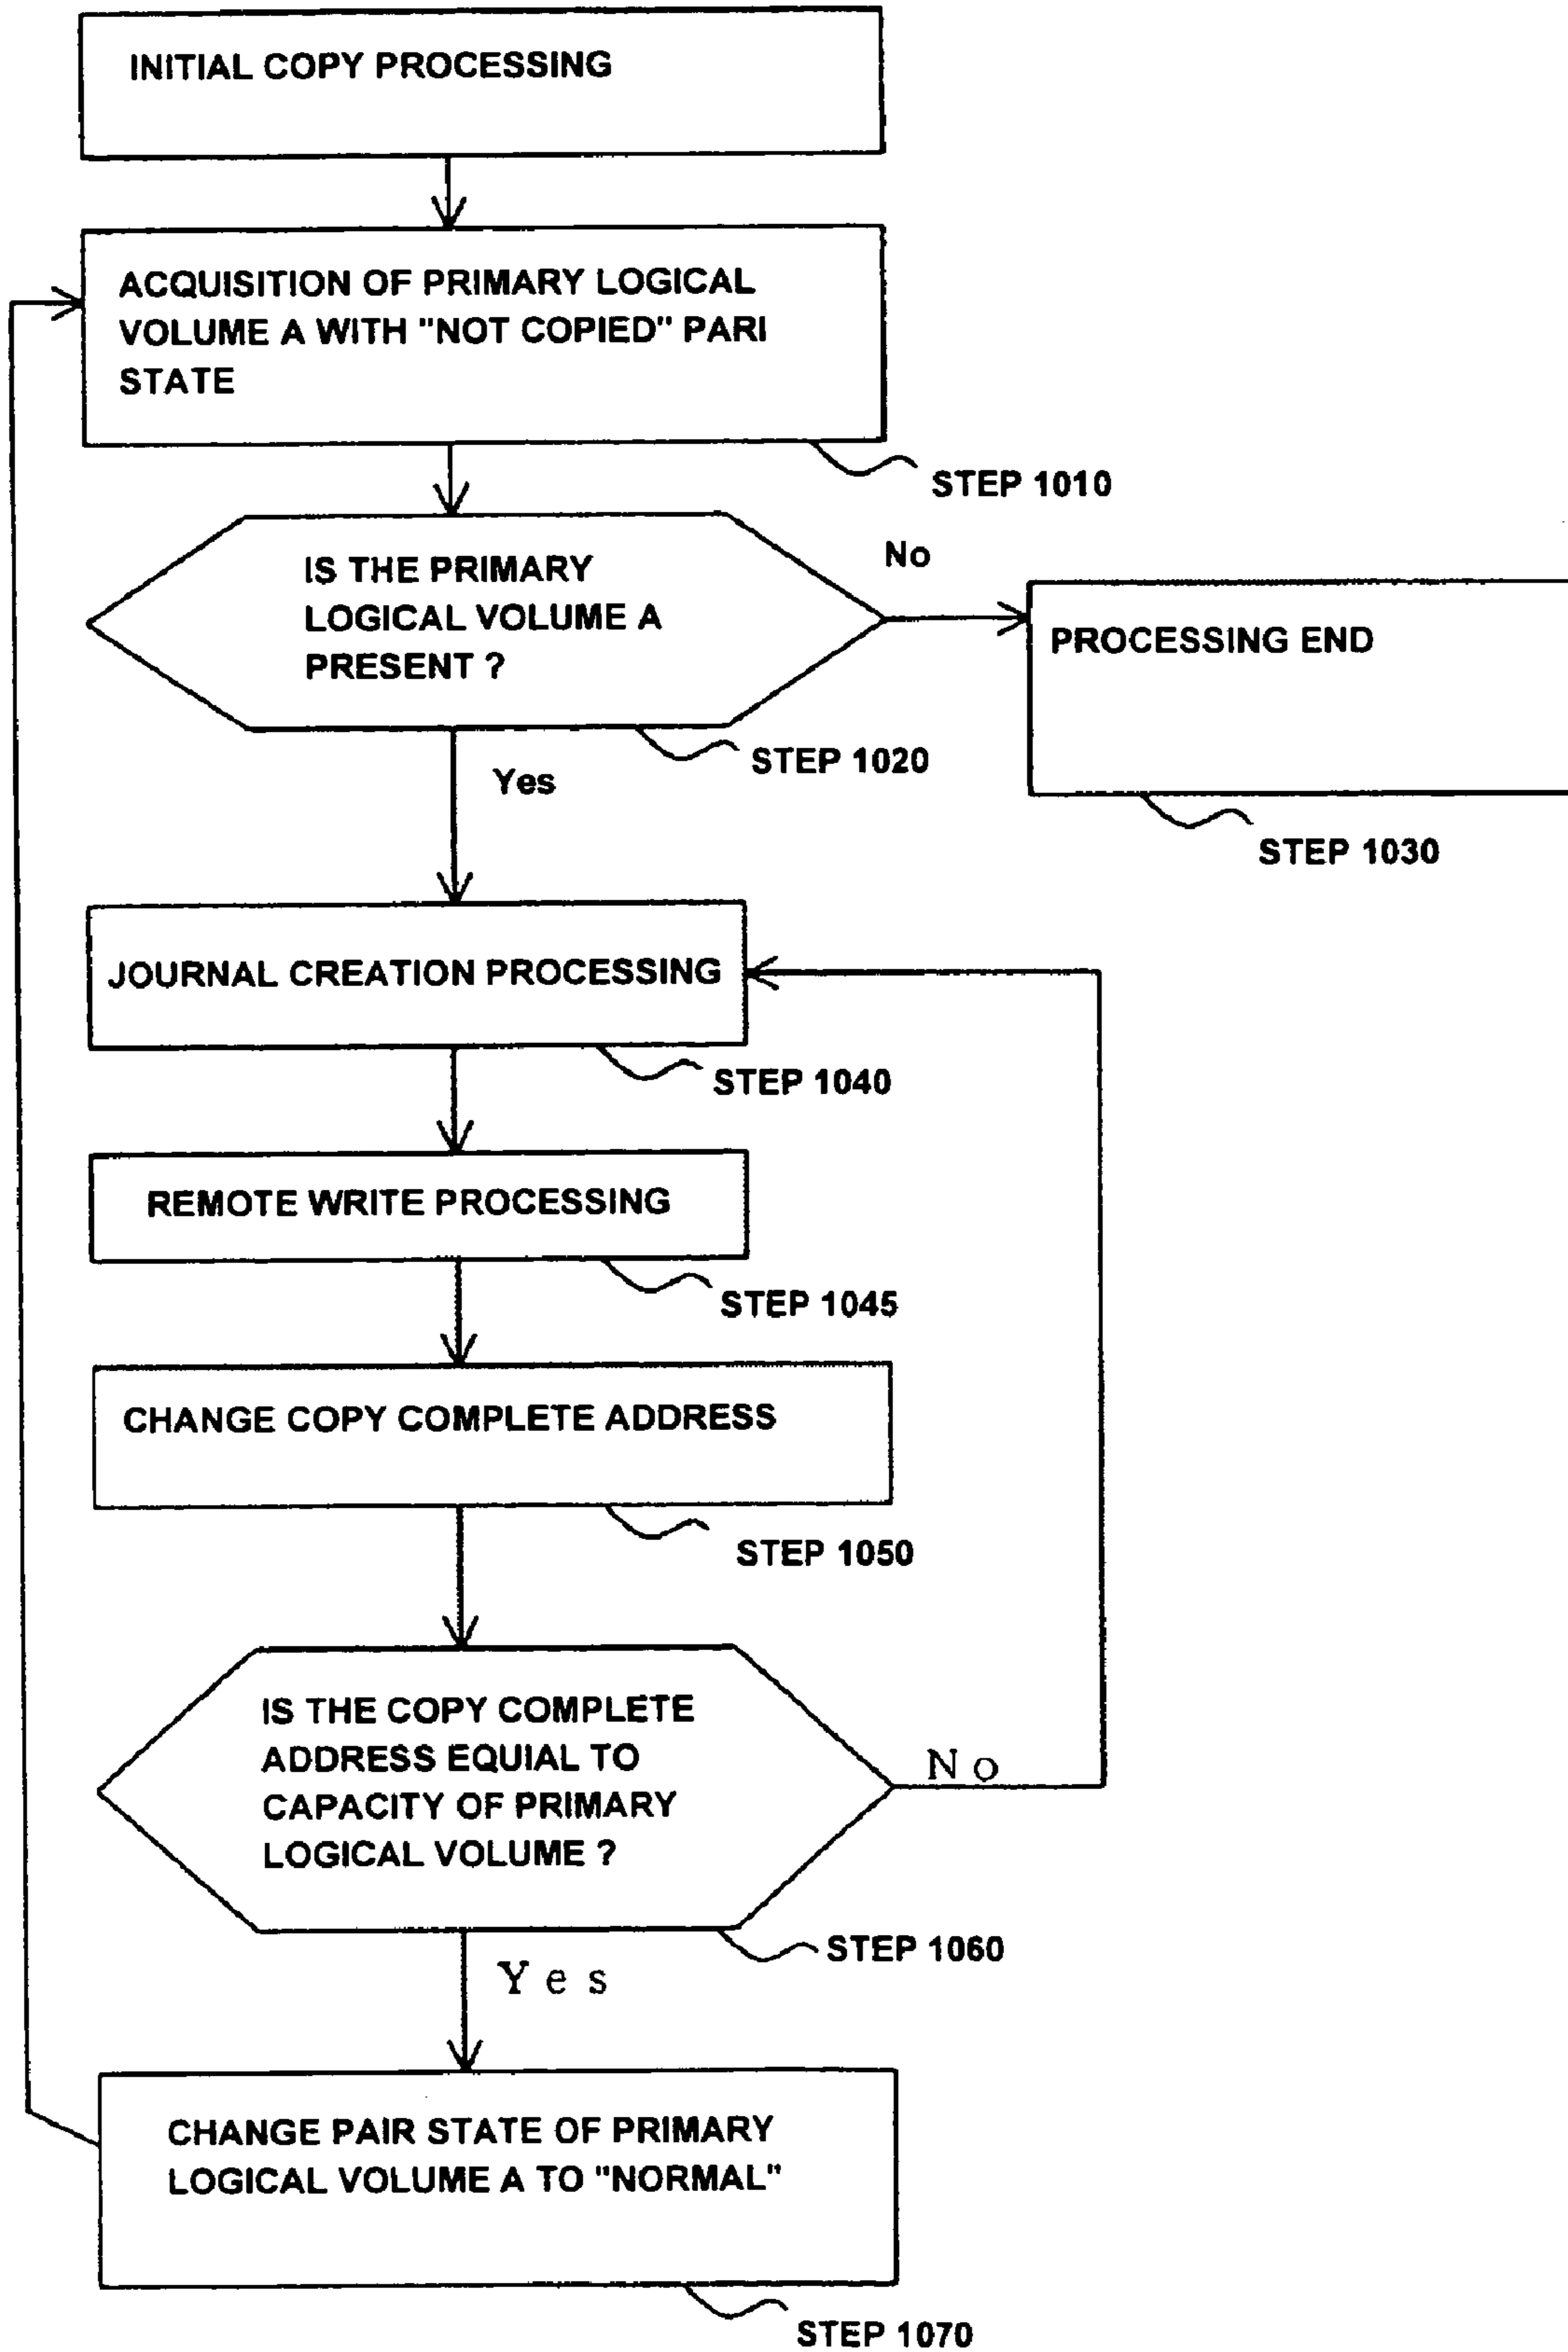 INITIAL COPY PROCESSING
ACQUISITION OF PRIMARY LOGICAL
VOLUME A WITH "NOT COPIED" PARI
STATE
STEP 1010
IS THE PRIMARY
LOGICAL VOLUME A
PRESENT ?
No
PROCESSING END
STEP 1020
Yes
STEP 1030
JOURNAL CREATION PROCESSING
STEP 1040
REMOTE WRITE PROCESSING
STEP 1045
CHANGE COPY COMPLETE ADDRESS
STEP 1050
IS THE COPY COMPLETE
ADDRESS EQUIAL TO
CAPACITY OF PRIMARY
LOGICAL VOLUME ?
No
STEP 1060
Yes
CHANGE PAIR STATE OF PRIMARY
LOGICAL VOLUME A TO "NORMAL"
STEP 1070